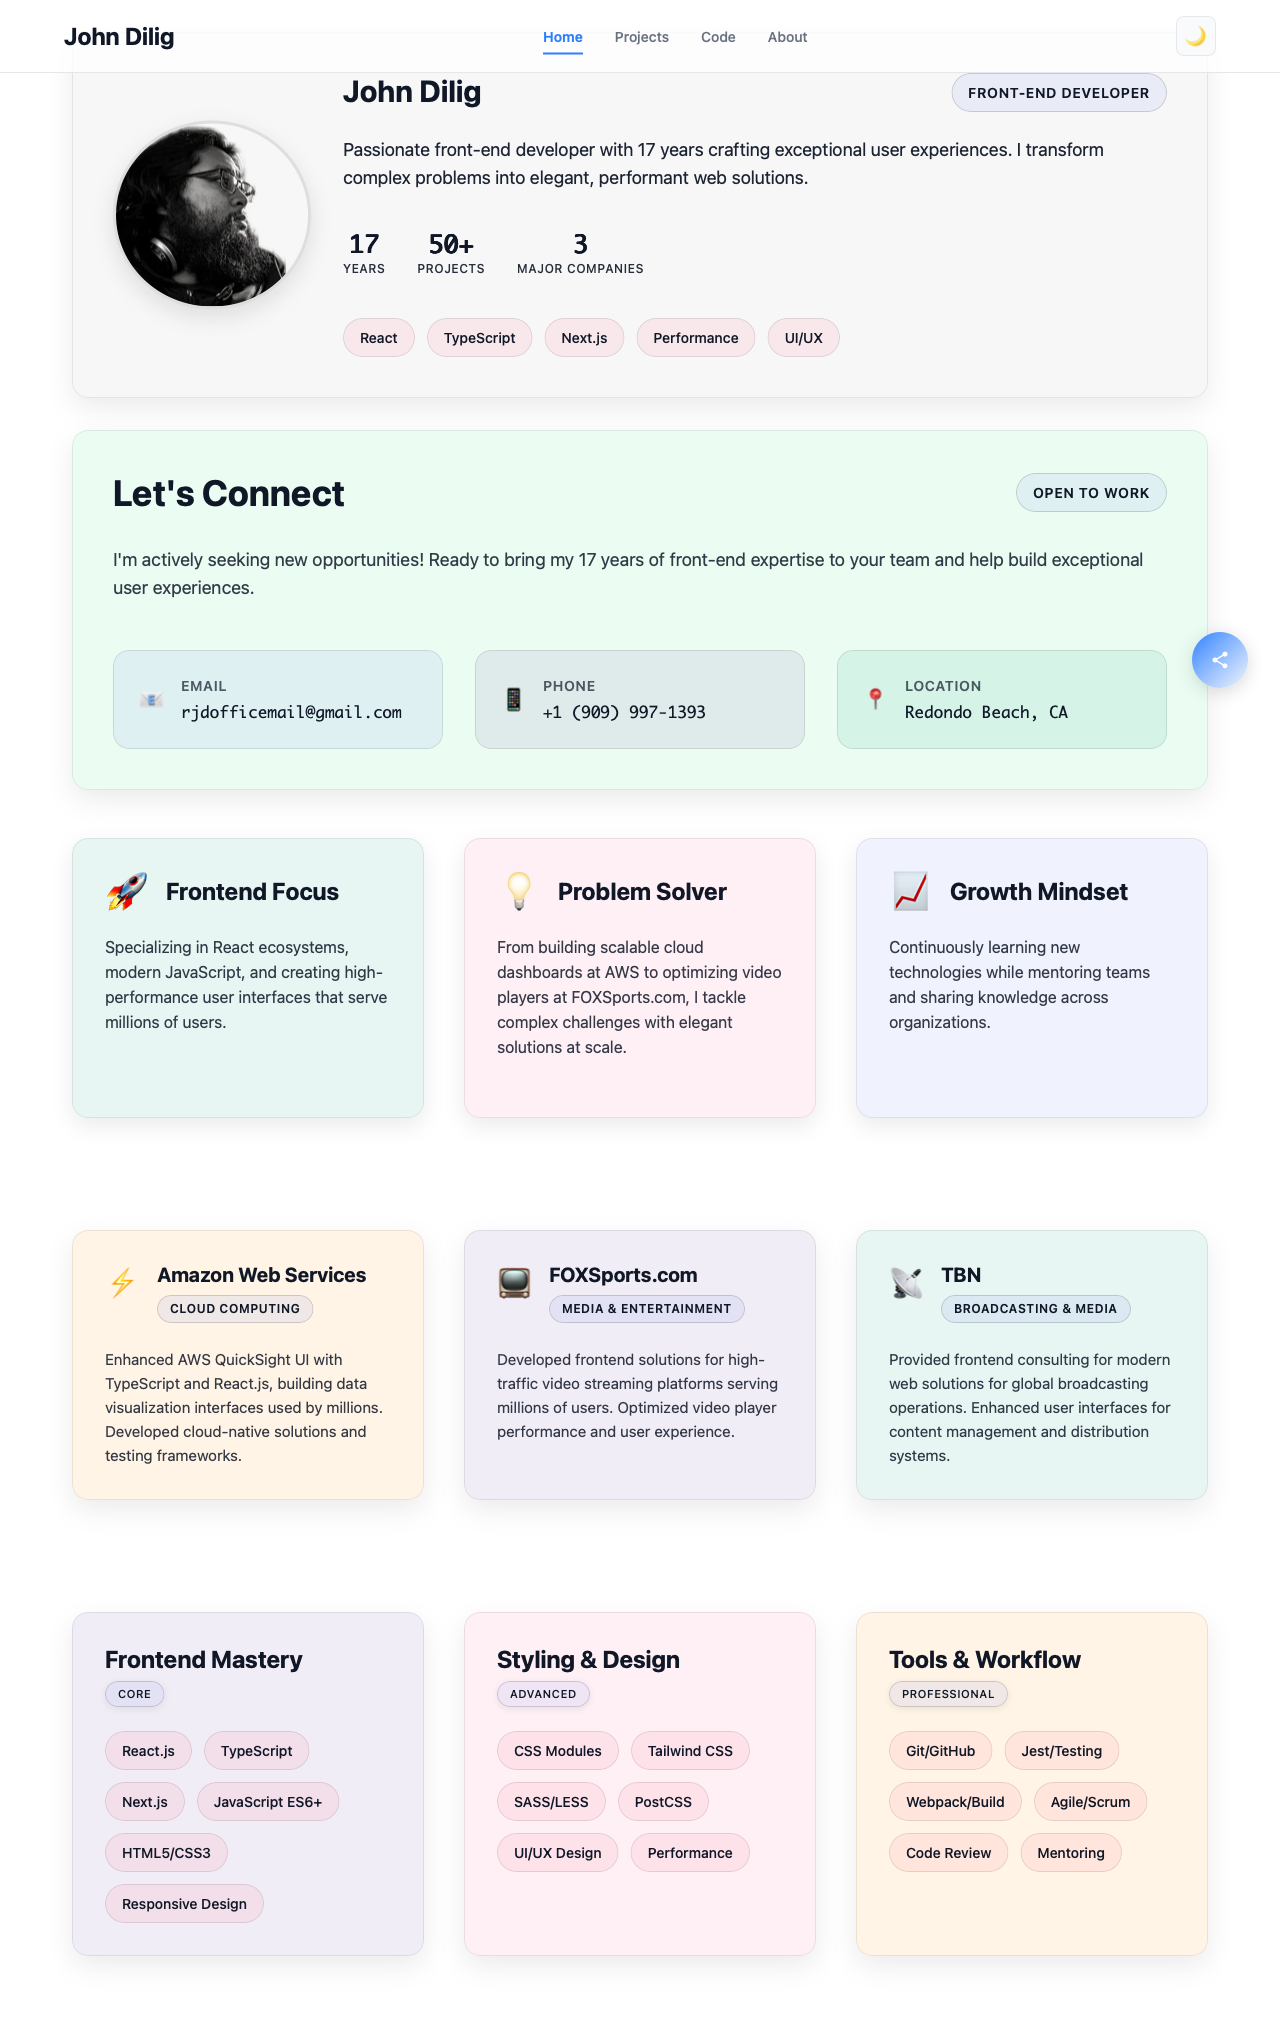 John Dilig
Home
Projects
Code
About
John Dilig
FRONT-END DEVELOPER
Passionate front-end developer with 17 years crafting exceptional user experiences. I transform
complex problems into elegant, performant web solutions.
17
YEARS
50+
PROJECTS
3
MAJOR COMPANIES
React
TypeScript
Next.js
Performance
UI/UX
Let's Connect
OPEN TO WORK
I'm actively seeking new opportunities! Ready to bring my 17 years of front-end expertise to your team and help build exceptional
user experiences.
EMAIL
rjdofficemail@gmail.com
PHONE
+1 (909) 997-1393
LOCATION
Redondo Beach, CA
Frontend Focus
Specializing in React ecosystems,
modern JavaScript, and creating high-
performance user interfaces that serve
millions of users.
Problem Solver
From building scalable cloud
dashboards at AWS to optimizing video
players at FOXSports.com, I tackle
complex challenges with elegant
solutions at scale.
Growth Mindset
Continuously learning new
technologies while mentoring teams
and sharing knowledge across
organizations.
Amazon Web Services
CLOUD COMPUTING
Enhanced AWS QuickSight UI with
TypeScript and React.js, building data
visualization interfaces used by millions.
Developed cloud-native solutions and
testing frameworks.
FOXSports.com
MEDIA & ENTERTAINMENT
Developed frontend solutions for high-
traffic video streaming platforms serving
millions of users. Optimized video player
performance and user experience.
TBN
BROADCASTING & MEDIA
Provided frontend consulting for modern
web solutions for global broadcasting
operations. Enhanced user interfaces for
content management and distribution
systems.
Frontend Mastery
CORE
React.js
TypeScript
Next.js
JavaScript ES6+
HTML5/CSS3
Responsive Design
Styling & Design
ADVANCED
CSS Modules
Tailwind CSS
SASS/LESS
PostCSS
UI/UX Design
Performance
Tools & Workflow
PROFESSIONAL
Git/GitHub
Jest/Testing
Webpack/Build
Agile/Scrum
Code Review
Mentoring